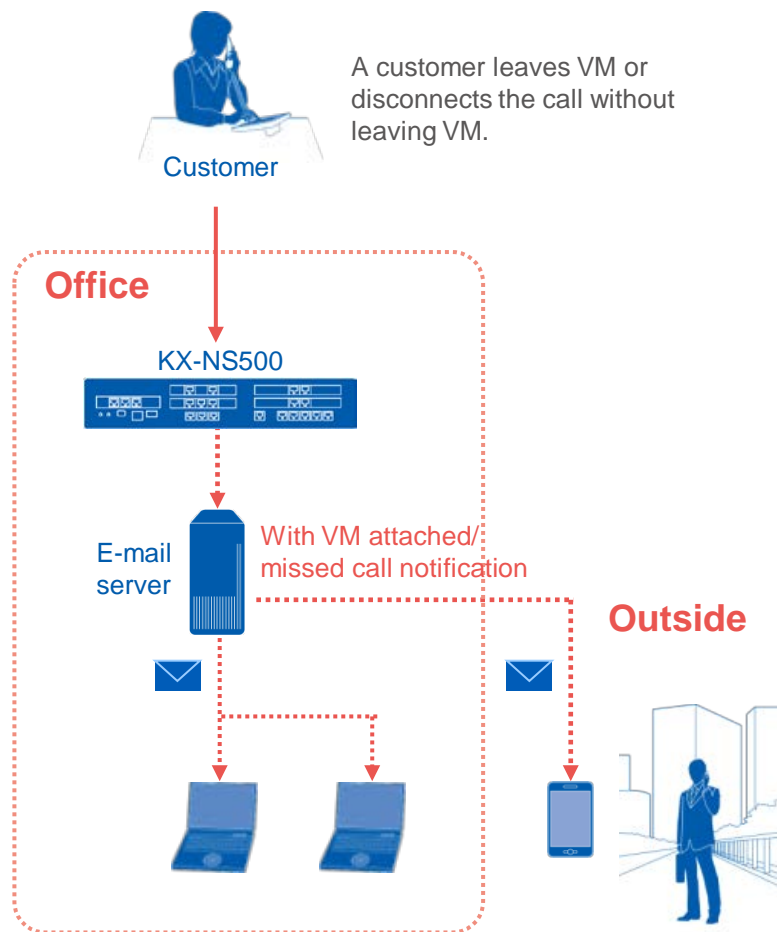 A customer leaves VM or
disconnects the call without
leaving VM.
Customer
Office
KX-NS500
E-mail
server
With VM attached/
missed call notification
Outside